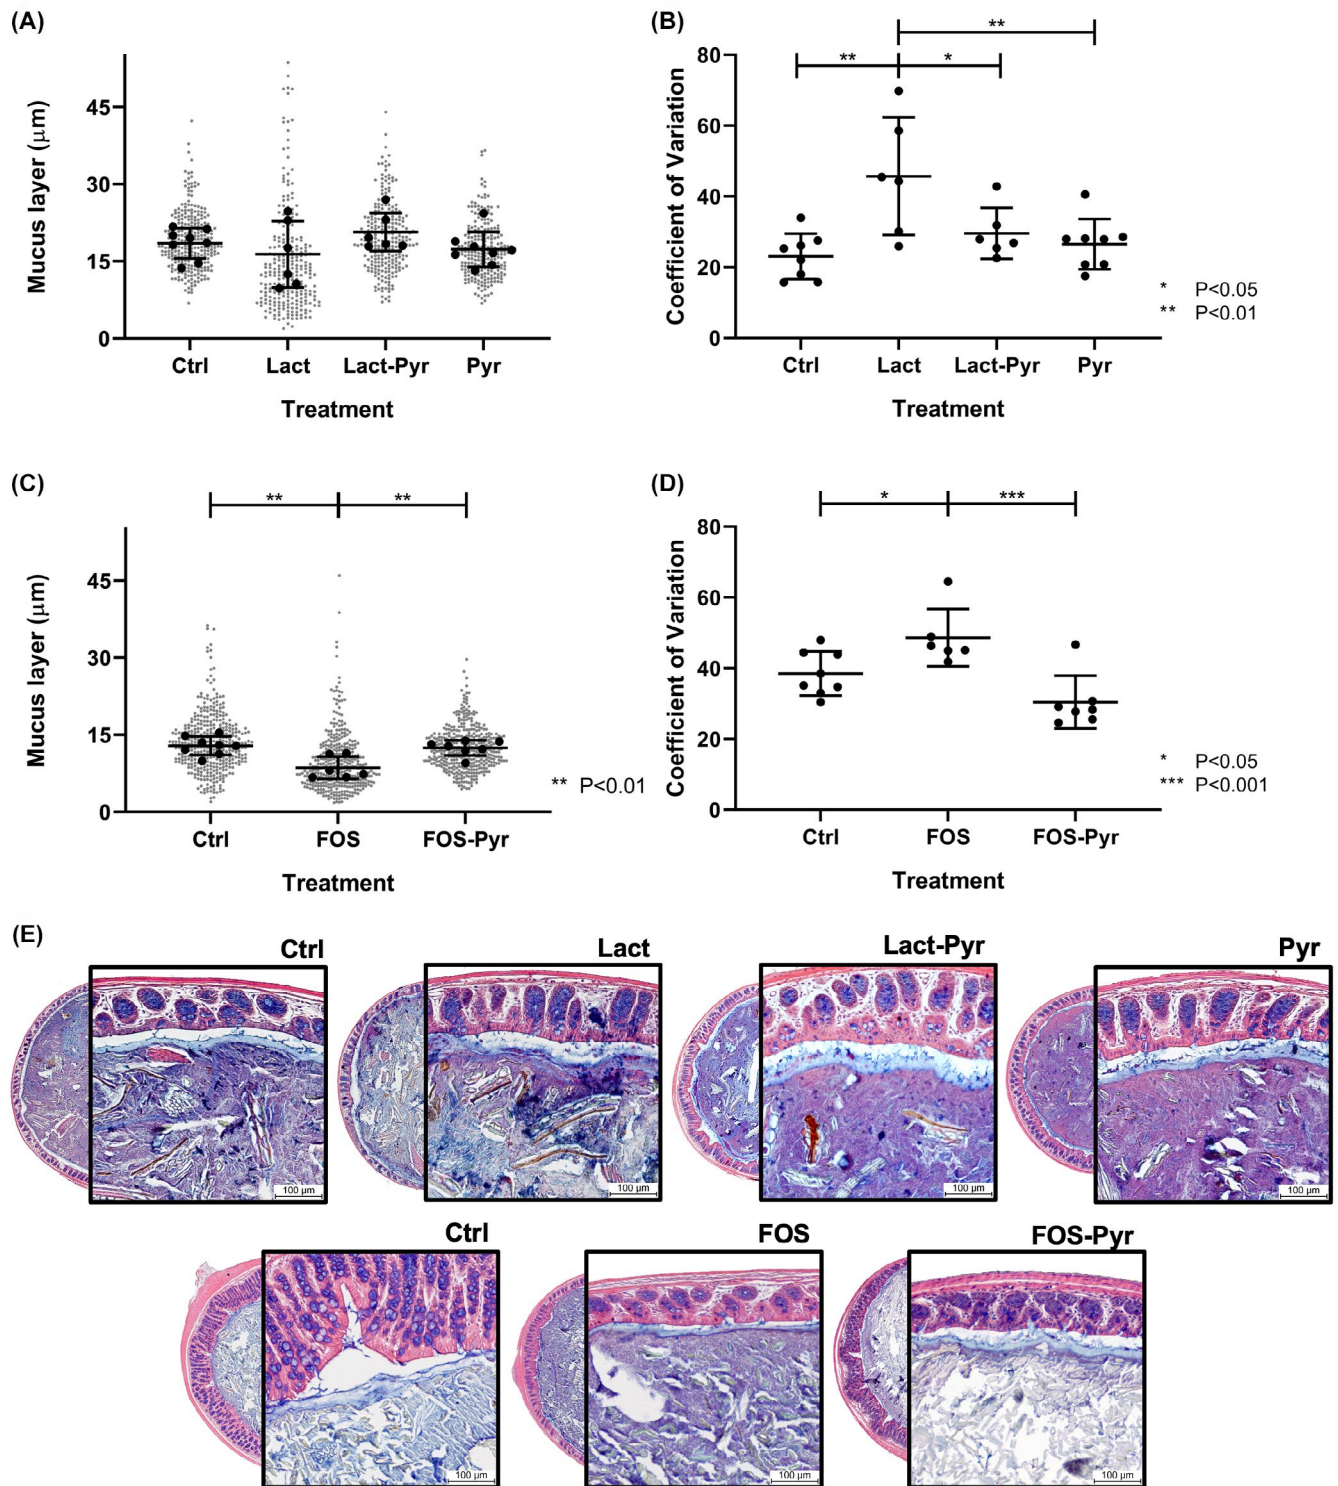 (A)
Mucus layer (μm)
45
30
15
0
Ctrl Lact Lact-Pyr Pyr
Treatment
(B)
Coefficient of Variation
80
60
40
20
0
**
** *
* P<0.05
** P<0.01
Ctrl Lact Lact-Pyr Pyr
Treatment
(C)
Mucus layer (μm)
** **
45
30
15
0
** P<0.01
Ctrl FOS FOS-Pyr
Treatment
(D)
Coefficient of Variation
* ***
80
60
40
20
0
* P<0.05
*** P<0.001
Ctrl FOS FOS-Pyr
Treatment
(E)
Ctrl Lact Lact-Pyr Pyr
100 μm 100 μm 100 μm 100 μm
Ctrl FOS FOS-Pyr
100 μm 100 μm 100 μm